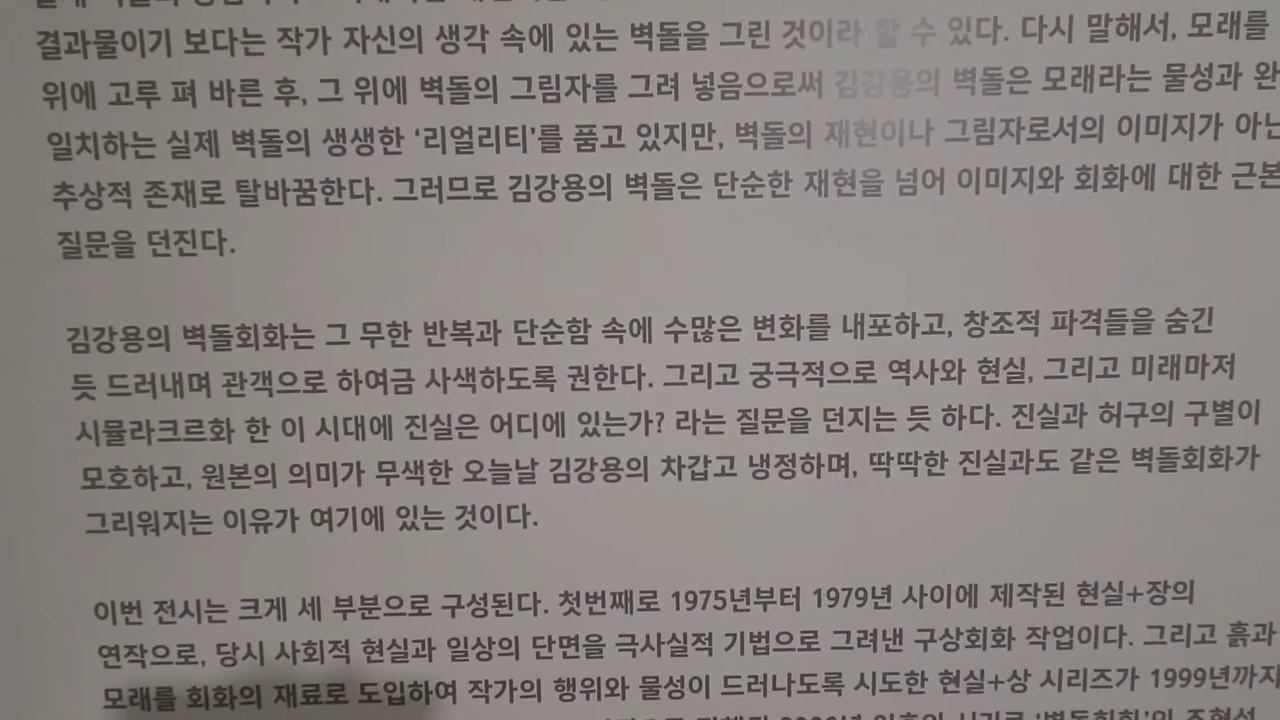 결과물이기 보다는 작가 자신의 생각 속에 있는 벽돌을 그린 것이라 할 수 있다. 다시 말해서, 모래를
위에 고루 펴 바른 후, 그 위에 벽돌의 그림자를 그려 넣음으로써 김강용의 벽돌은 모래라는 물성과 완
일치하는 실제 벽돌의 생생한 ‘리얼리티’를 품고 있지만, 벽돌의 재현이나 그림자로서의 이미지가 아닌
추상적 존재로 탈바꿈한다. 그러므로 김강용의 벽돌은 단순한 재현을 넘어 이미지와 회화에 대한 근본
질문을 던진다.
김강용의 벽돌회화는 그 무한 반복과 단순함 속에 수많은 변화를 내포하고, 창조적 파격들을 숨긴
듯 드러내며 관객으로 하여금 사색하도록 권한다. 그리고 궁극적으로 역사와 현실, 그리고 미래마저
시뮬라크르화 한 이 시대에 진실은 어디에 있는가? 라는 질문을 던지는 듯 하다. 진실과 허구의 구별이
모호하고, 원본의 의미가 무색한 오늘날 김강용의 차갑고 냉정하며, 딱딱한 진실과도 같은 벽돌회화가
그리워지는 이유가 여기에 있는 것이다.
이번 전시는 크게 세 부분으로 구성된다. 첫번째로 1975년부터 1979년 사이에 제작된 현실+장의
연작으로, 당시 사회적 현실과 일상의 단면을 극사실적 기법으로 그려낸 구상회화 작업이다. 그리고 흙과
모래를 회화의 재료로 도입하여 작가의 행위와 물성이 드러나도록 시도한 현실+상 시리즈가 1999년까지